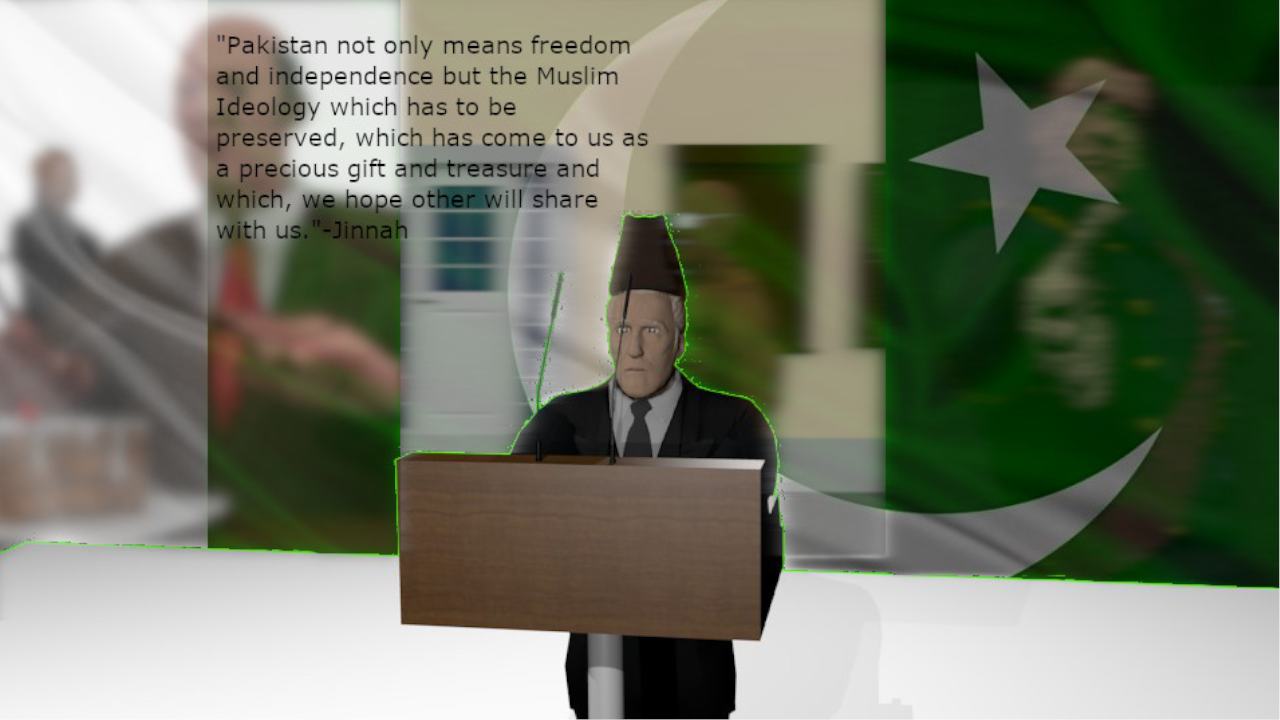 "Pakistan not only means freedom
and independence but the Muslim
Ideology which has to be
preserved, which has come to us as
a precious gift and treasure and
which, we hope other will share
with us."-Jinnah